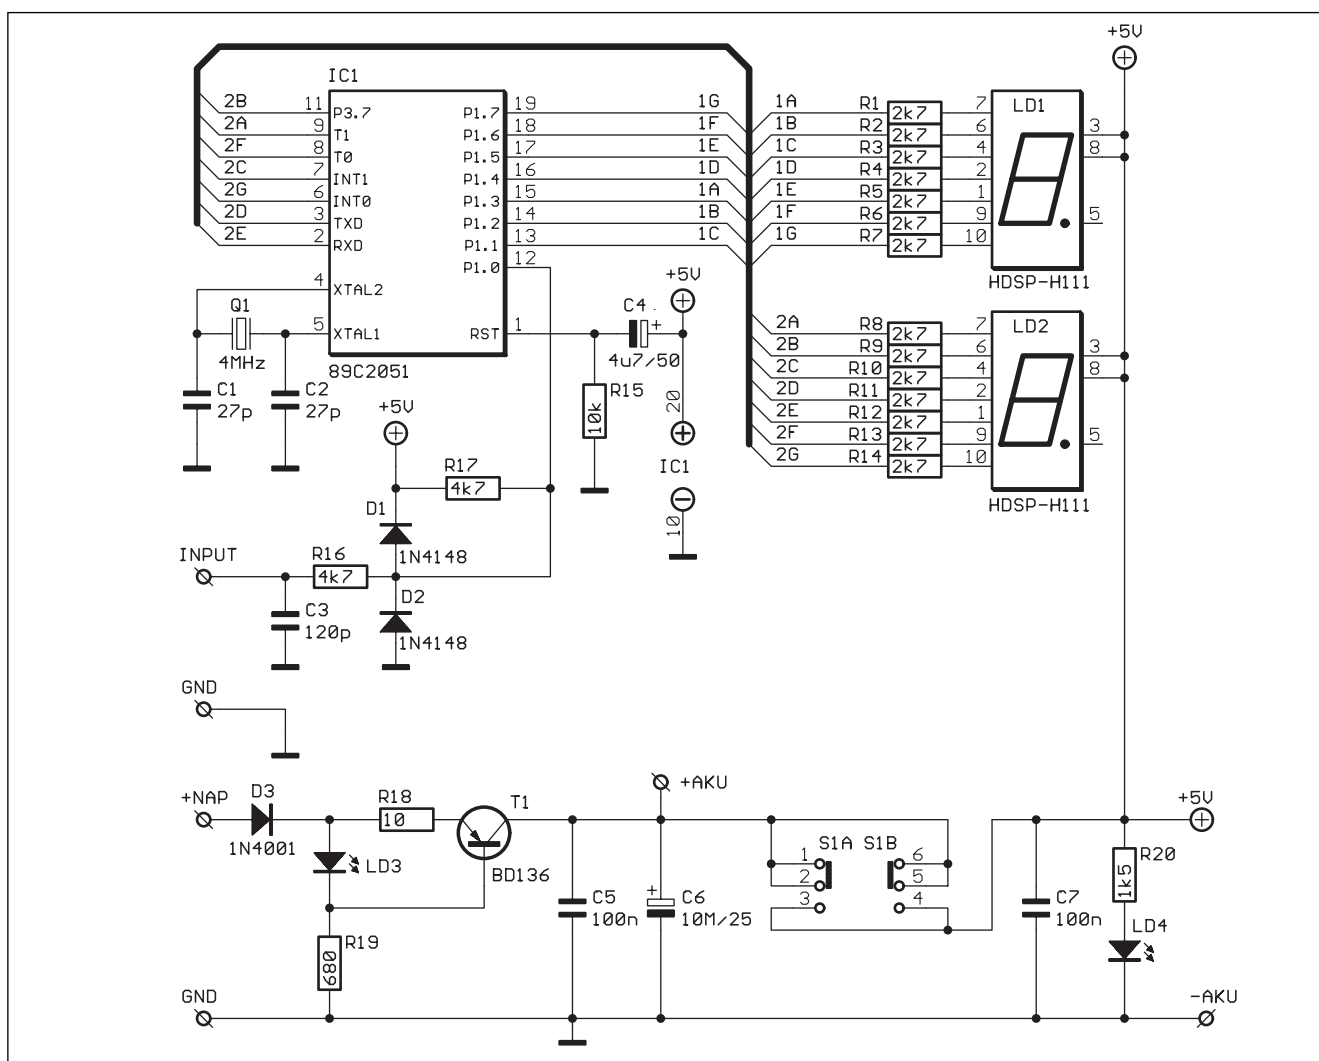 +5V
IC1
2B 11 P3.7 P1.7 19 1G 1A R1 2k7 7 LD1
2A 9 T1 P1.6 18 1F 1B R2 2k7 6 3
2F 8 T0 P1.5 17 1E 1C R3 2k7 4 8
2C 7 INT1 P1.4 16 1D 1D R4 2k7 2
2G 6 INT0 P1.3 15 1A 1E R5 2k7 1
2D 3 TXD P1.2 14 1B 1F R6 2k7 9 5
2E 2 RXD P1.1 13 1C 1G R7 2k7 10
P1.0 12
4 XTAL2 +5V HDSP-H111
Q1 C4 +
5 XTAL1 RST 1
4MHz 89C2051 4u7/50
2A R8 2k7 7 LD2
2B R9 2k7 6 3
2C R10 2k7 4 8
2D R11 2k7 2
2E R12 2k7 1
2F R13 2k7 9 5
2G R14 2k7 10
HDSP-H111
C1 C2 R15 20
27p 27p +5V 10k
R17 IC1
4k7
D1 10
1N4148
INPUT R16
4k7
C3 D2
120p 1N4148
GND
+AKU
+NAP D3 R18 T1 +5V
10
1N4001 LD3 BD136 S1A S1B R20
1 6 1k5
2 5
3 4
C5 + C6 C7
100n 10M/25 100n LD4
R19
680
GND -AKU